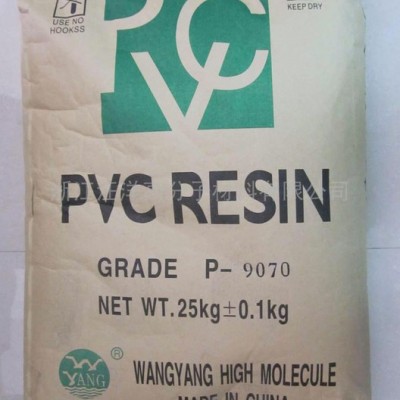 USE NO
HOOKSS
KEEP DRY
PVC
PVC RESIN
GRADE P- 9070
NET WT.25kg±0.1kg
YANG
®
WANGYANG HIGH MOLECULE
MADE IN CHINA